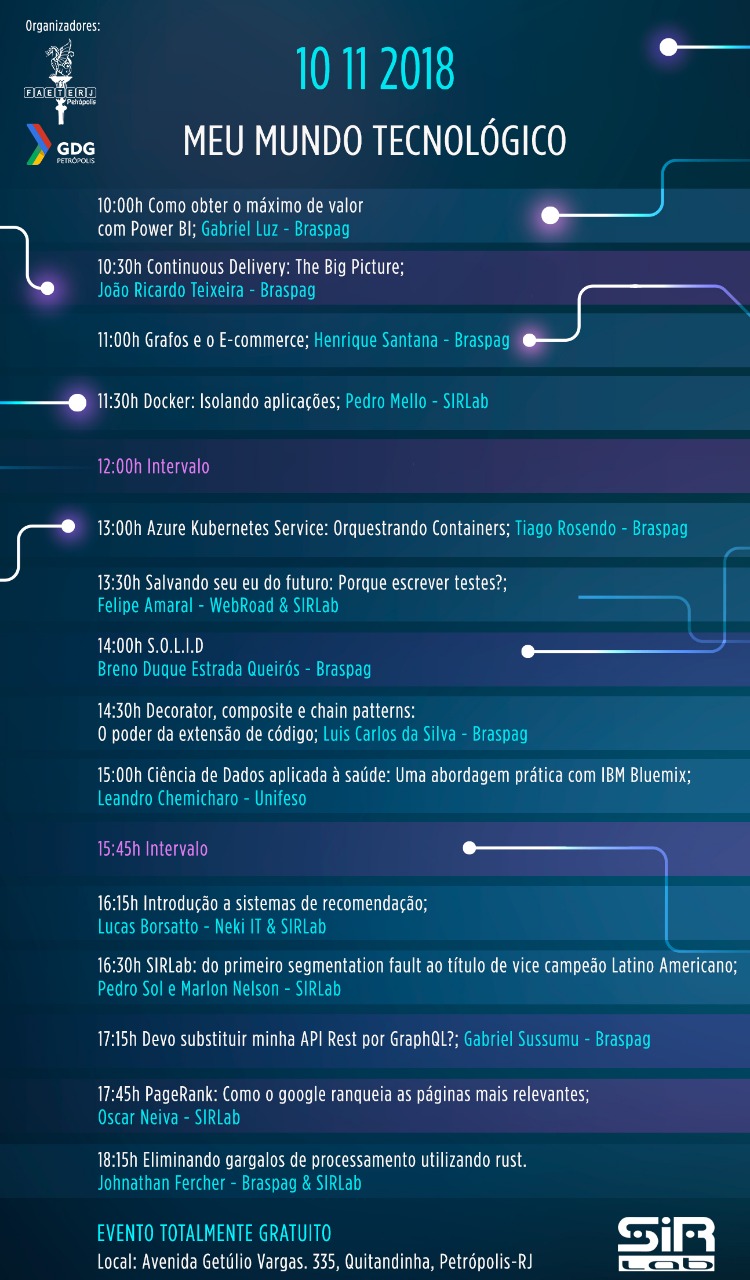 Organizadores:
FAETERJ
Petrópolis
GDG
PETRÓPOLIS
10 11 2018
MEU MUNDO TECNOLÓGICO
10:00h Como obter o máximo de valor
com Power BI; Gabriel Luz - Braspag
10:30h Continuous Delivery: The Big Picture;
João Ricardo Teixeira - Braspag
11:00h Grafos e o E-commerce; Henrique Santana - Braspag
11:30h Docker: Isolando aplicações; Pedro Mello - SIRLab
12:00h Intervalo
13:00h Azure Kubernetes Service: Orquestrando Containers; Tiago Rosendo - Braspag
13:30h Salvando seu eu do futuro: Porque escrever testes?;
Felipe Amaral - WebRoad & SIRLab
14:00h S.O.L.I.D
Breno Duque Estrada Queirós - Braspag
14:30h Decorator, composite e chain patterns:
O poder da extensão de código; Luis Carlos da Silva - Braspag
15:00h Ciência de Dados aplicada à saúde: Uma abordagem prática com IBM Bluemix;
Leandro Chemicharo - Unifeso
15:45h Intervalo
16:15h Introdução a sistemas de recomendação;
Lucas Borsatto - Neki IT & SIRLab
16:30h SIRLab: do primeiro segmentation fault ao título de vice campeão Latino Americano;
Pedro Sol e Marlon Nelson - SIRLab
17:15h Devo substituir minha API Rest por GraphQL?; Gabriel Sussumu - Braspag
17:45h PageRank: Como o google ranqueia as páginas mais relevantes;
Oscar Neiva - SIRLab
18:15h Eliminando gargalos de processamento utilizando rust.
Johnathan Fercher - Braspag & SIRLab
EVENTO TOTALMENTE GRATUITO
Local: Avenida Getúlio Vargas. 335, Quitandinha, Petrópolis-RJ
SiR
Lab